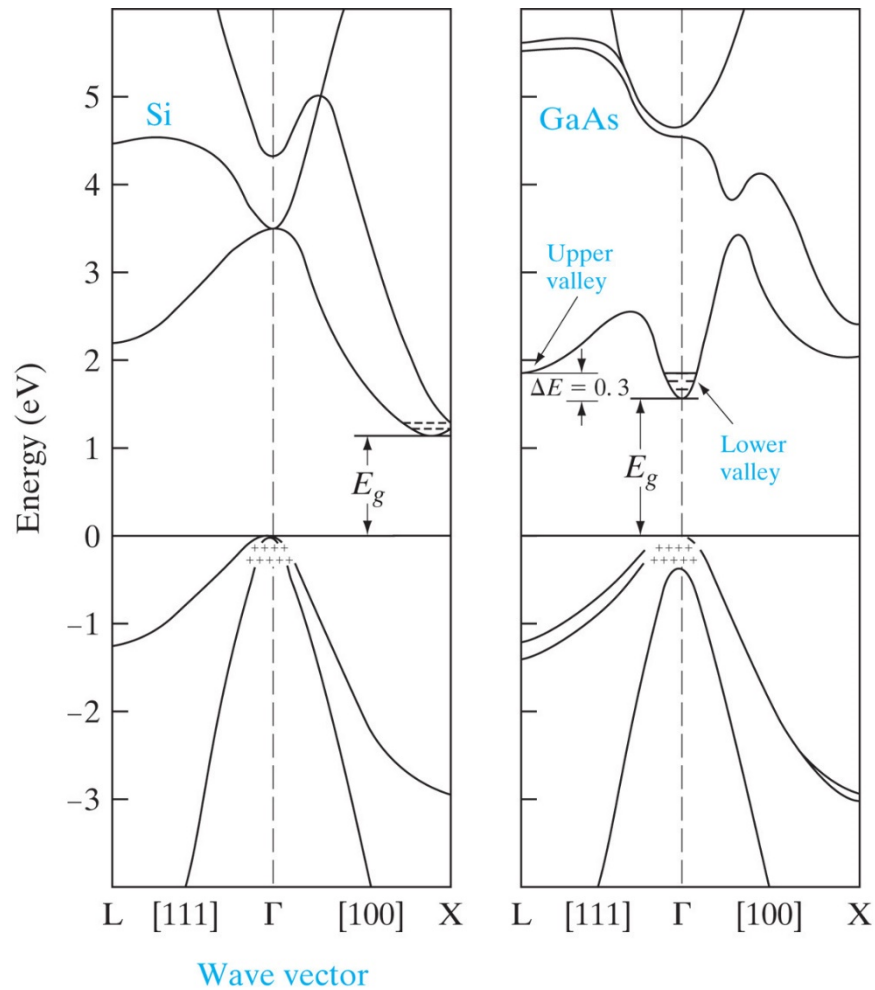 Si
GaAs
5
4
3
2
1
0
−1
−2
−3
Energy (eV)
Upper
valley
ΔE = 0.3
Lower
valley
E_g
E_g
++++
+++++
++++
+++++
L [111] Γ [100] X
L [111] Γ [100] X
Wave vector